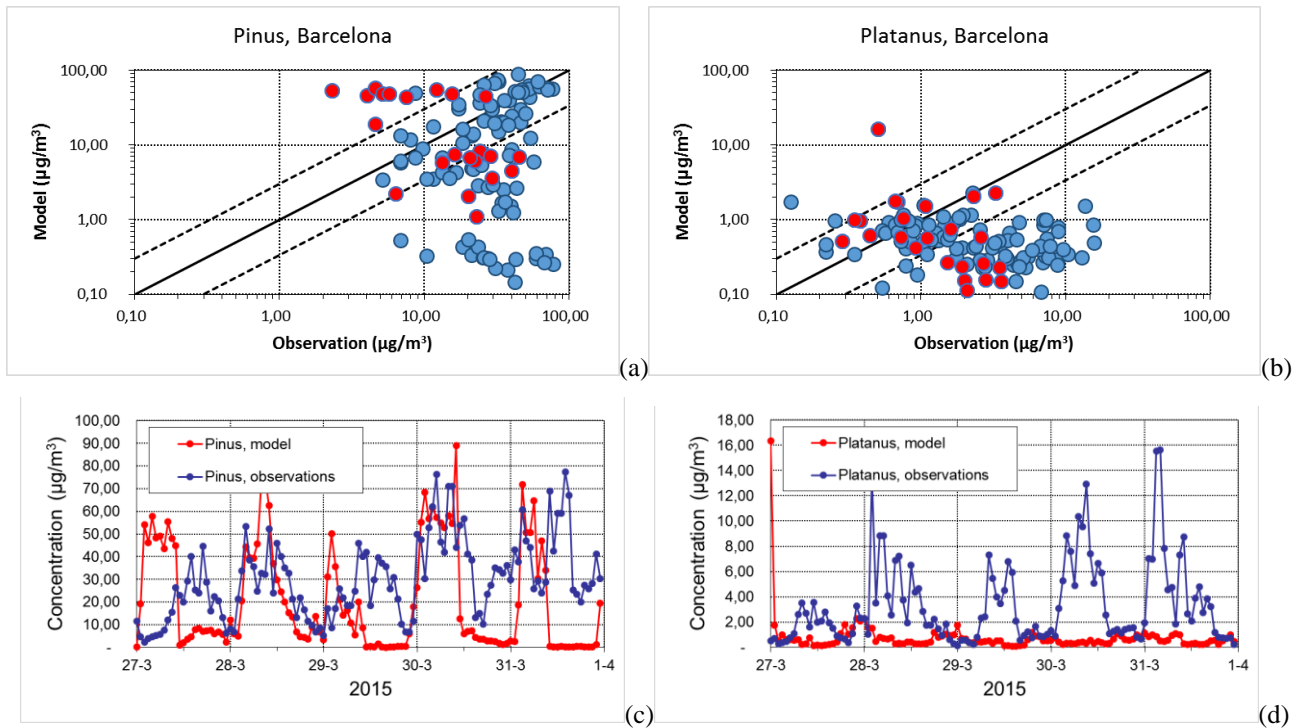 Pinus, Barcelona
Model (µg/m³)
100,00
10,00
1,00
0,10
0,10 1,00 10,00 100,00
Observation (µg/m³)
(a)
Platanus, Barcelona
Model (µg/m³)
100,00
10,00
1,00
0,10
0,10 1,00 10,00 100,00
Observation (µg/m³)
(b)
Concentration (µg/m³)
100,00
90,00
80,00
70,00
60,00
50,00
40,00
30,00
20,00
10,00
-
Pinus, model
Pinus, observations
27-3 28-3 29-3 30-3 31-3 1-4
2015
(c)
Concentration (µg/m³)
18,00
16,00
14,00
12,00
10,00
8,00
6,00
4,00
2,00
-
Platanus, model
Platanus, observations
27-3 28-3 29-3 30-3 31-3 1-4
2015
(d)